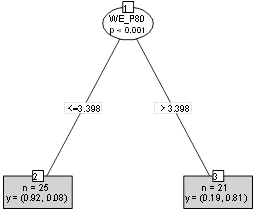 1
WE_P80
p < 0.001
<=3.398
> 3.398
2
n = 25
y = (0.92, 0.08)
3
n = 21
y = (0.19, 0.81)